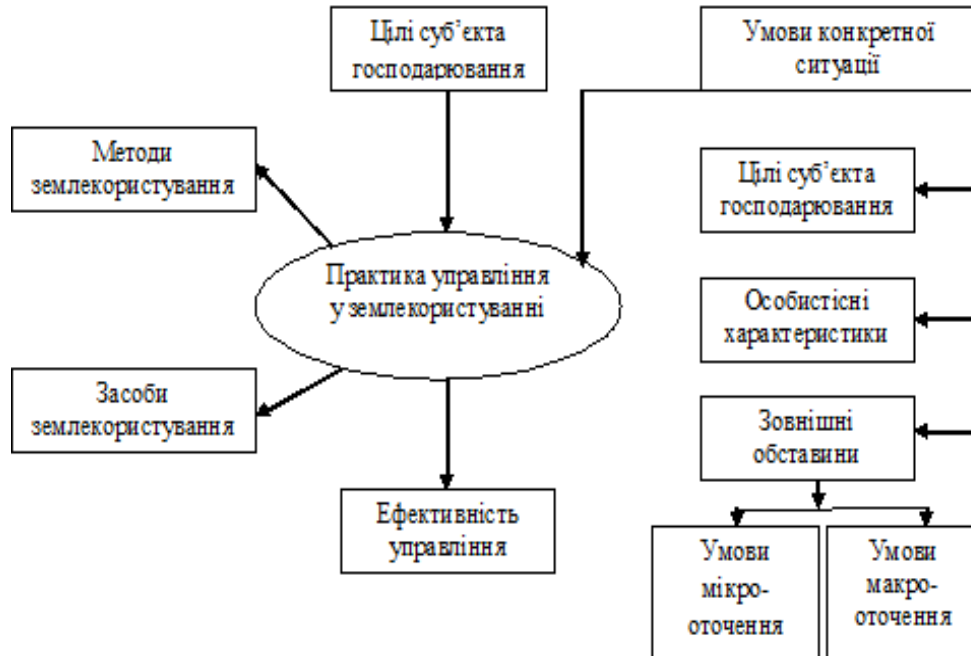 Цілі суб’єкта
господарювання
Умови конкретної
ситуації
Методи
землекористування
Цілі суб’єкта
господарювання
Практика управління
у землекористуванні
Особистісні
характеристики
Засоби
землекористування
Зовнішні
обставини
Ефективність
управління
Умови
мікро-
оточення
Умови
макро-
оточення